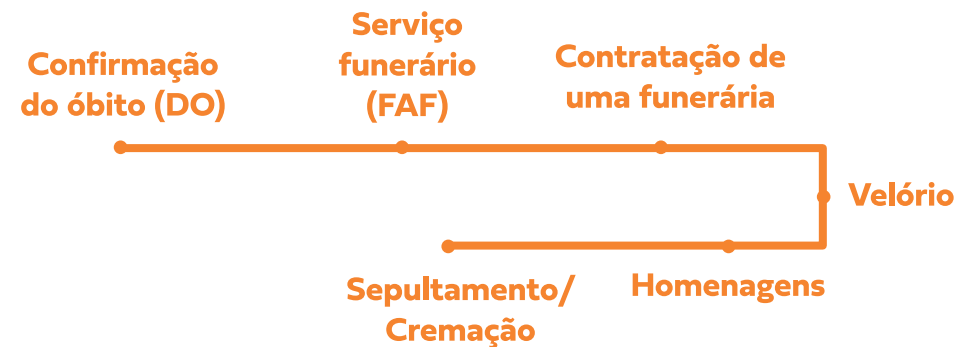 Confirmação
do óbito (DO)
Serviço
funerário
(FAF)
Contratação de
uma funerária
Velório
Homenagens
Sepultamento/
Cremação